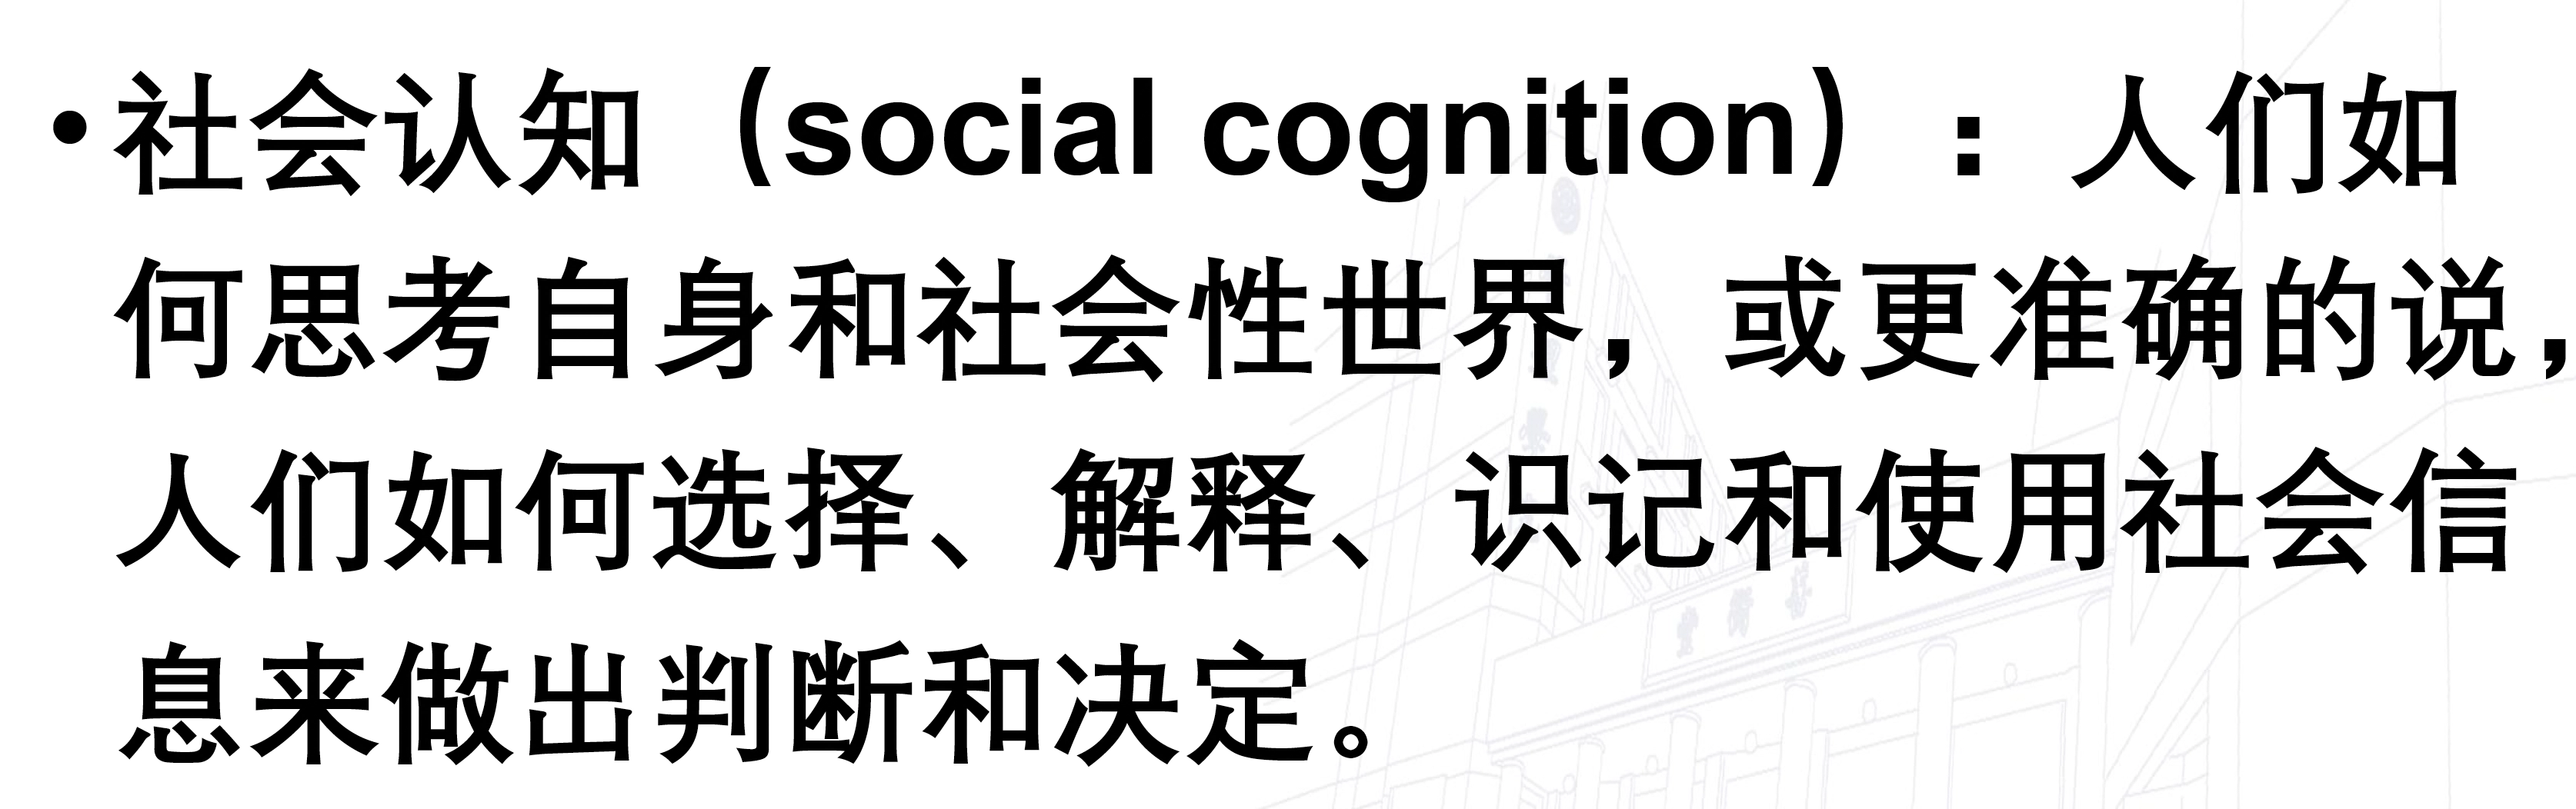 •社会认知（social cognition）：人们如
何思考自身和社会性世界，或更准确的说，
人们如何选择、解释、识记和使用社会信
息来做出判断和决定。